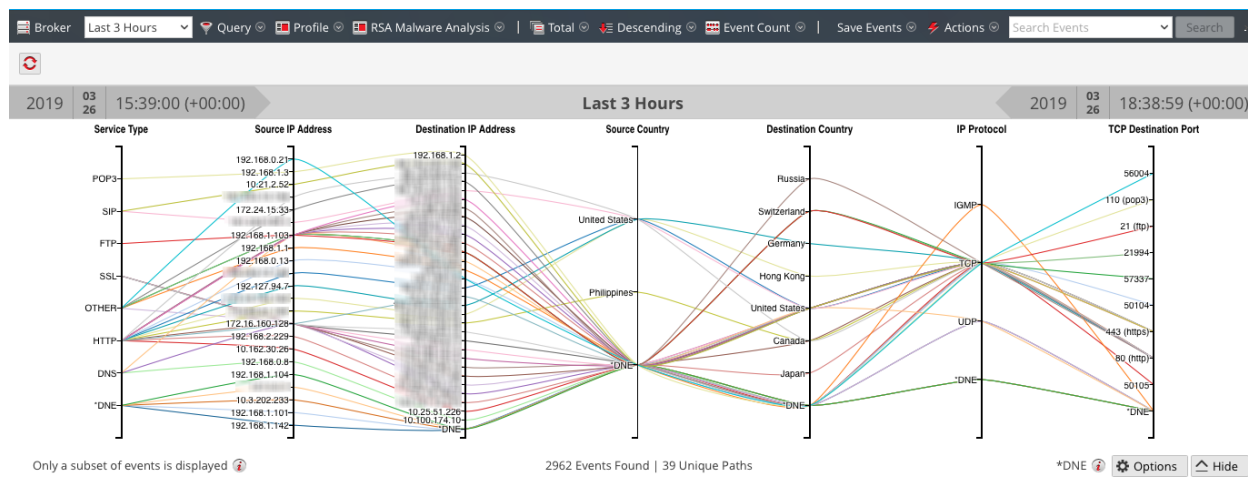 Broker Last 3 Hours Query Profile RSA Malware Analysis | Total Descending Event Count | Save Events Actions Search Events Search
2019 03 26 15:39:00 (+00:00) Last 3 Hours 2019 03 26 18:38:59 (+00:00)
Service Type Source IP Address Destination IP Address Source Country Destination Country IP Protocol TCP Destination Port
POP3
SIP
FTP
SSL
OTHER
HTTP
DNS
*DNE
192.168.0.21
192.168.1.3
10.21.2.52
172.24.15.33
192.168.1.103
192.168.1.1
192.168.0.13
192.127.94.7
172.16.160.128
192.168.2.229
10.162.30.26
192.168.0.8
192.168.1.104
10.3.202.233
192.168.1.101
192.168.1.142
192.168.1.2
10.25.51.226
10.100.174.10
*DNE
United States
Philippines
*DNE
Russia
Switzerland
Germany
Hong Kong
United States
Canada
Japan
*DNE
IGMP
TCP
UDP
*DNE
56004
110 (pop3)
21 (ftp)
21994
57337
50104
443 (https)
80 (http)
50105
*DNE
Only a subset of events is displayed 2962 Events Found | 39 Unique Paths *DNE Options Hide